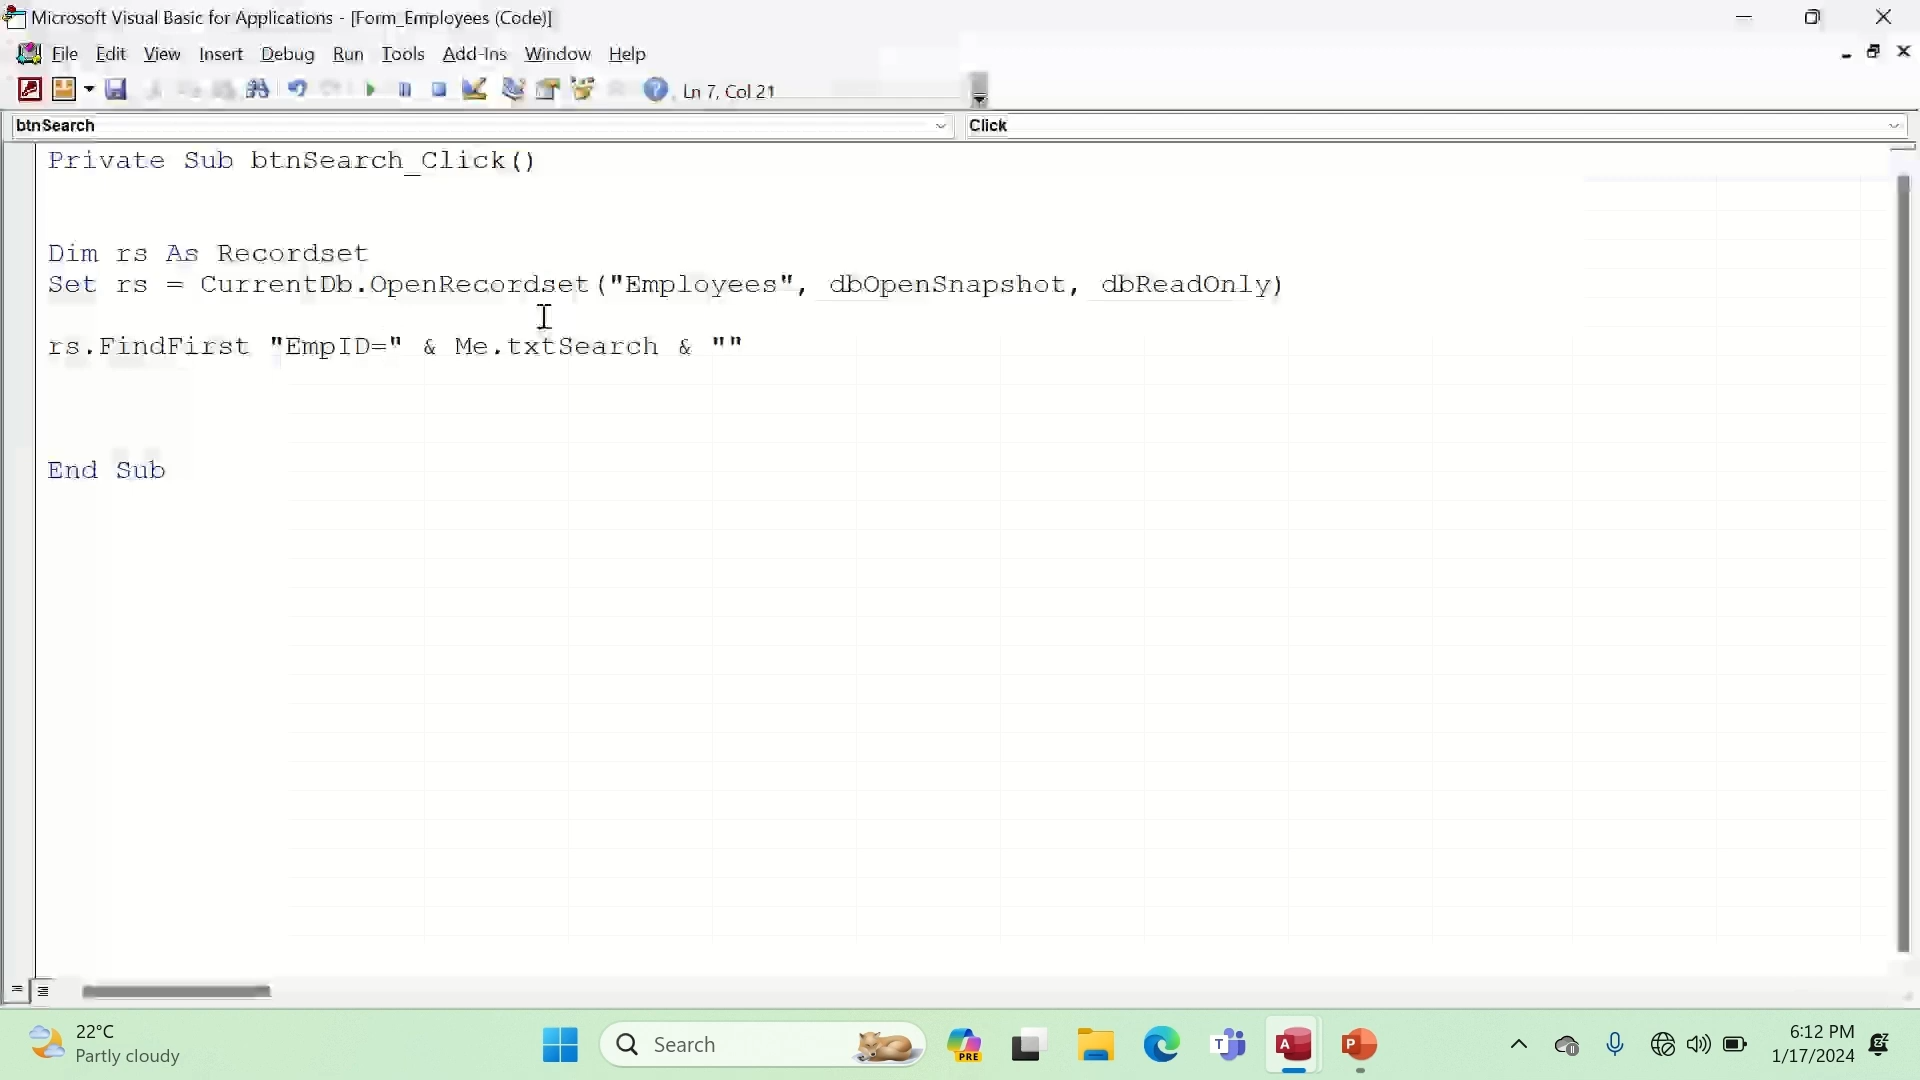 Microsoft Visual Basic for Applications - [Form_Employees (Code)]
File Edit View Insert Debug Run Tools Add-Ins Window Help
Ln 7, Col 21
btnSearch Click
Private Sub btnSearch_Click()
Dim rs As Recordset
Set rs = CurrentDb.OpenRecordset("Employees", dbOpenSnapshot, dbReadOnly)
rs.FindFirst "EmpID=" & Me.txtSearch & ""
End Sub
22°C
Partly cloudy
Search
PRE
6:12 PM
1/17/2024